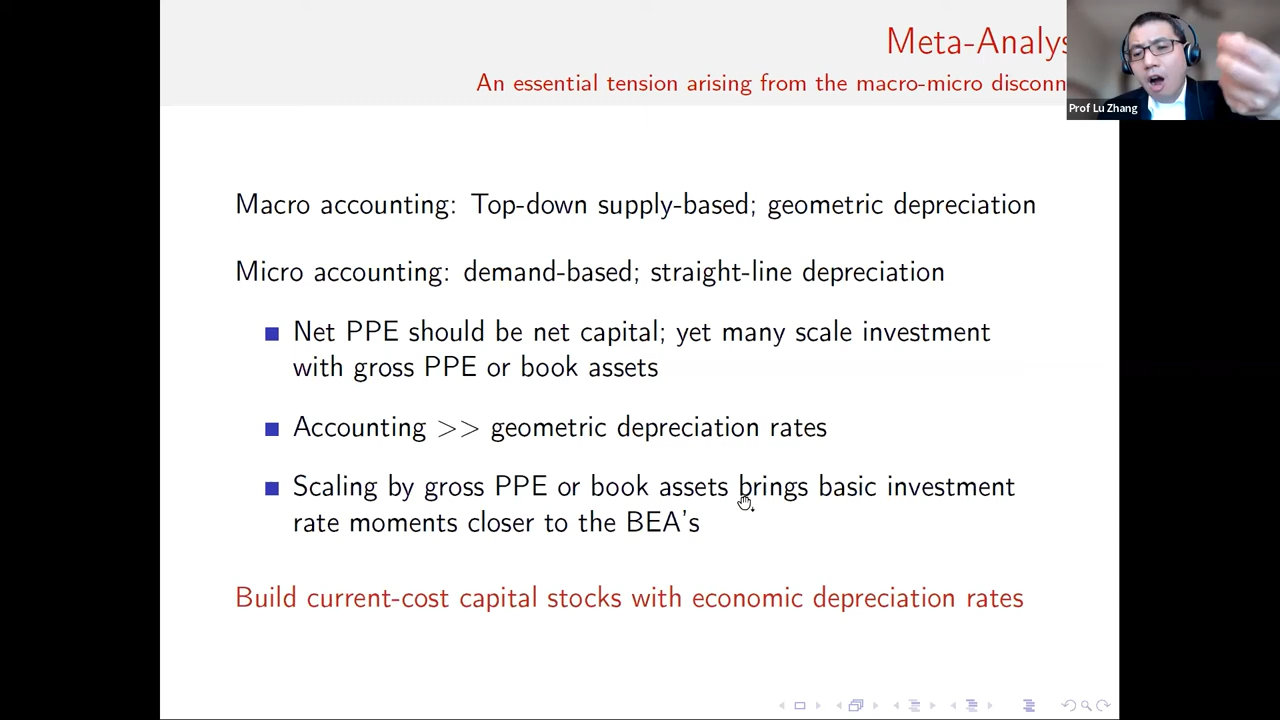 Meta-Analys
An essential tension arising from the macro-micro disconn
Prof Lu Zhang
Macro accounting: Top-down supply-based; geometric depreciation
Micro accounting: demand-based; straight-line depreciation
Net PPE should be net capital; yet many scale investment
with gross PPE or book assets
Accounting >> geometric depreciation rates
Scaling by gross PPE or book assets brings basic investment
rate moments closer to the BEA's
Build current-cost capital stocks with economic depreciation rates